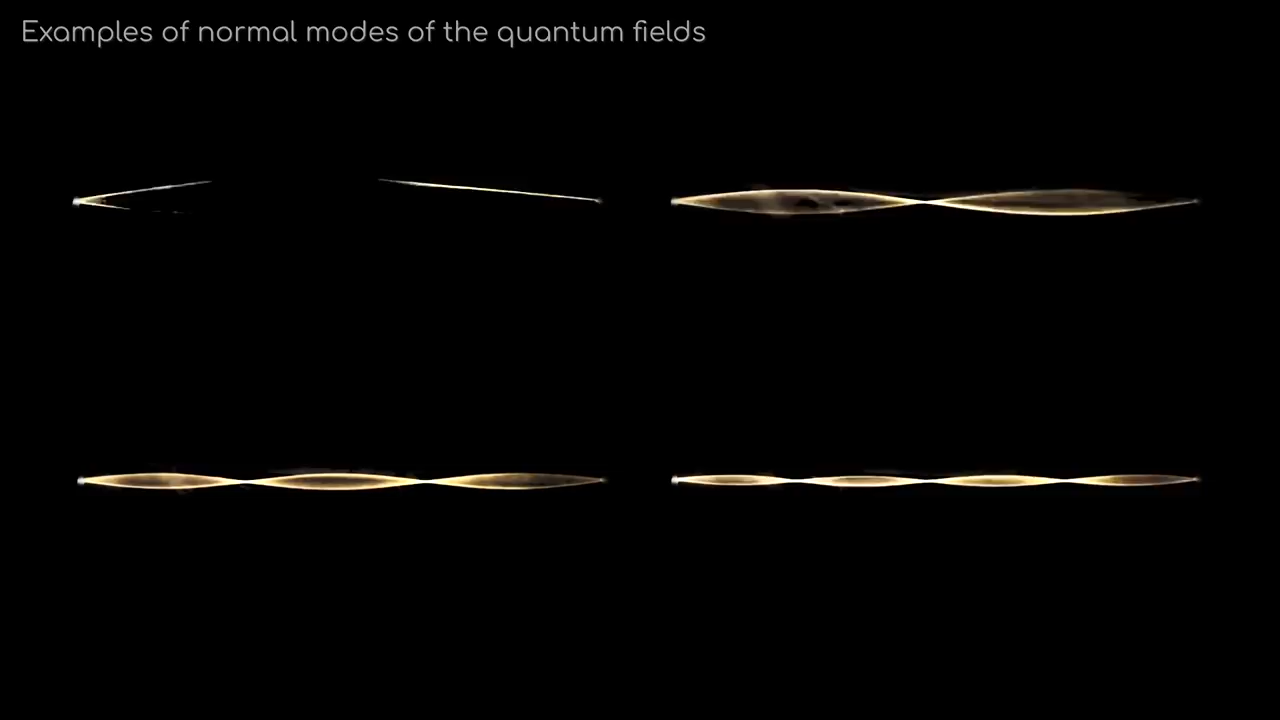 Examples of normal modes of the quantum fields